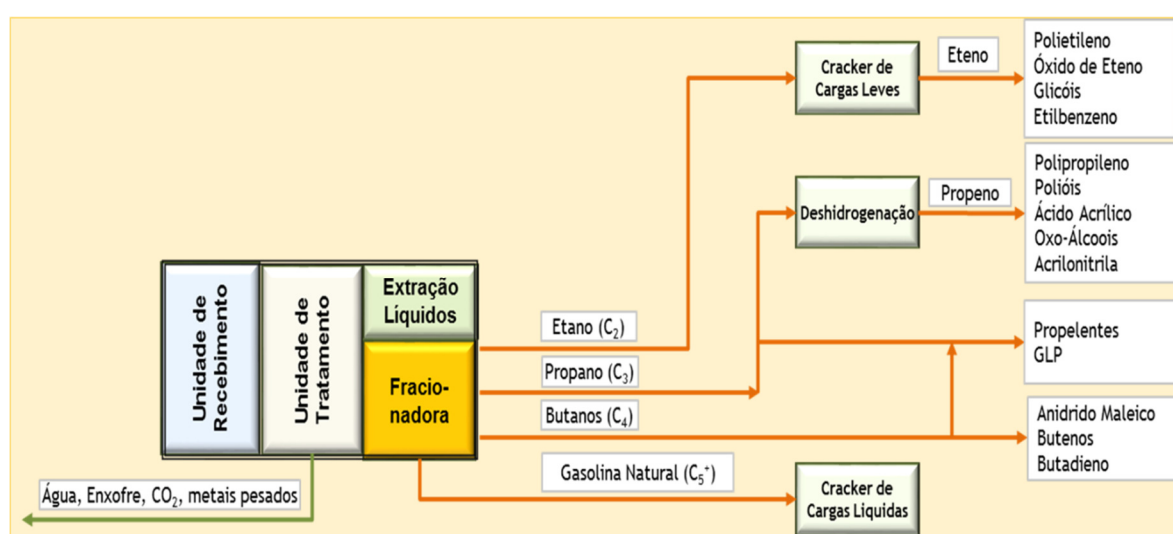 Cracker de
Cargas Leves
Eteno
Polietileno
Óxido de Eteno
Glicóis
Etilbenzeno
Deshidrogenação
Propeno
Polipropileno
Polióis
Ácido Acrílico
Oxo-Álcoois
Acrilonitrila
Unidade de
Recebimento
Unidade de
Tratamento
Extração
Líquidos
Fracio-
nadora
Etano (C₂)
Propano (C₃)
Butanos (C₄)
Propelentes
GLP
Anidrido Maleico
Butenos
Butadieno
Gasolina Natural (C₅⁺)
Cracker de
Cargas Liquidas
Água, Enxofre, CO₂, metais pesados